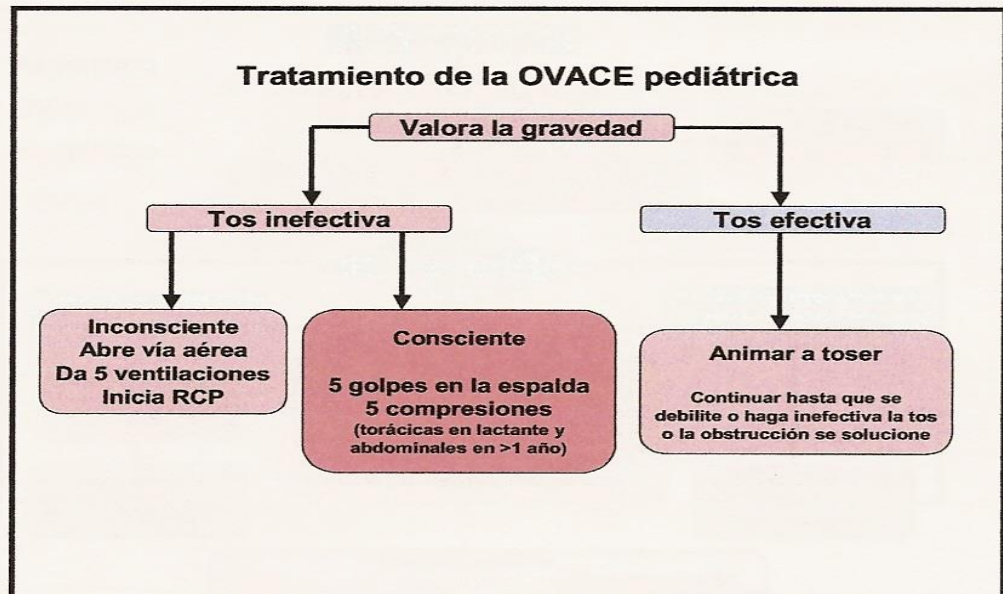 Tratamiento de la OVACE pediátrica
Valora la gravedad
Tos inefectiva
Tos efectiva
Inconsciente
Abre vía aérea
Da 5 ventilaciones
Inicia RCP
Consciente
5 golpes en la espalda
5 compresiones
(torácicas en lactante y
abdominales en >1 año)
Animar a toser
Continuar hasta que se
debilite o haga inefectiva la tos
o la obstrucción se solucione